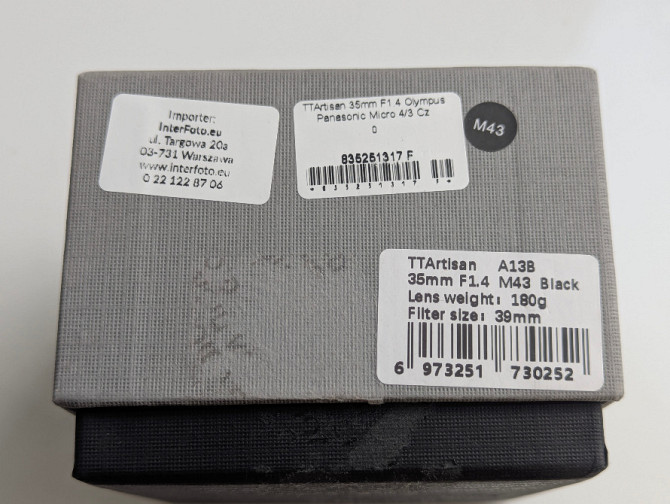 Importer:
InterFoto.eu
ul. Targowa 20a
03-731 Warszawa
www.interfoto.eu
0 22 122 87 06
TTArtisan 35mm F1 4 Olympus
Panasonic Micro 4/3 Cz
0
835251317 F
M43
TTArtisan A13B
35mm F1.4 M43 Black
Lens weight: 180g
Filter size: 39mm
6 973251 730252